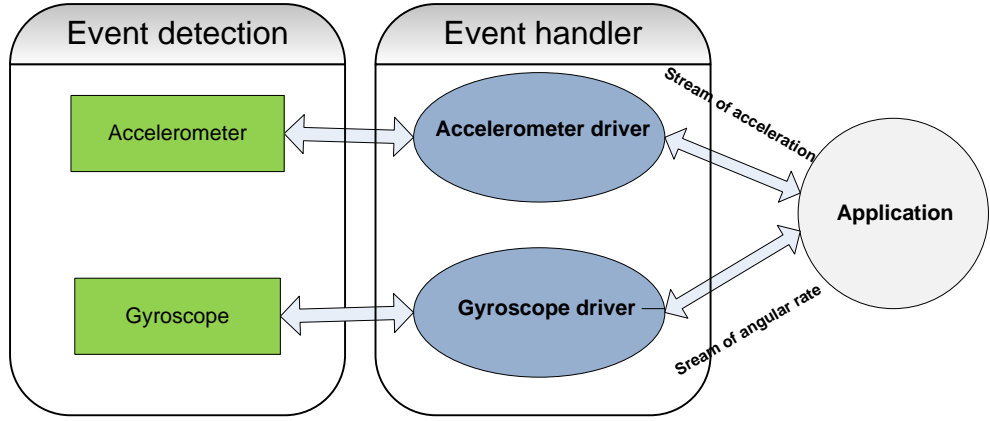 Event detection
Event handler
Accelerometer
Accelerometer driver
Stream of acceleration
Application
Gyroscope
Gyroscope driver
Sream of angular rate